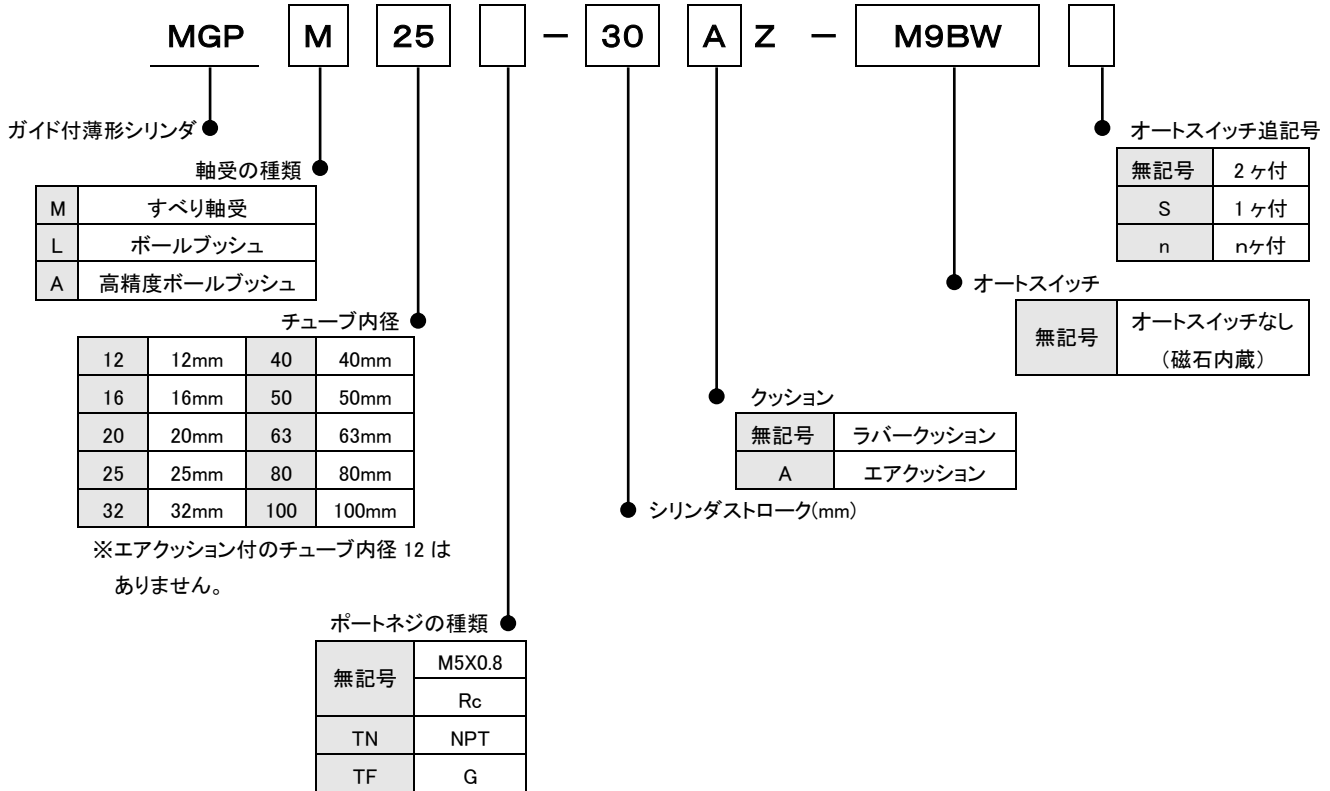 MGP M 25 － 30 A Z － M9BW
ガイド付薄形シリンダ
オートスイッチ追記号
無記号 2ヶ付
S 1ヶ付
n nヶ付
軸受の種類
M すべり軸受
L ボールブッシュ
A 高精度ボールブッシュ
オートスイッチ
無記号 オートスイッチなし
（磁石内蔵）
チューブ内径
12 12mm 40 40mm
16 16mm 50 50mm
20 20mm 63 63mm
25 25mm 80 80mm
32 32mm 100 100mm
※エアクッション付のチューブ内径 12 は
ありません。
クッション
無記号 ラバークッション
A エアクッション
シリンダストローク(mm)
ポートネジの種類
無記号 M5X0.8
Rc
TN NPT
TF G